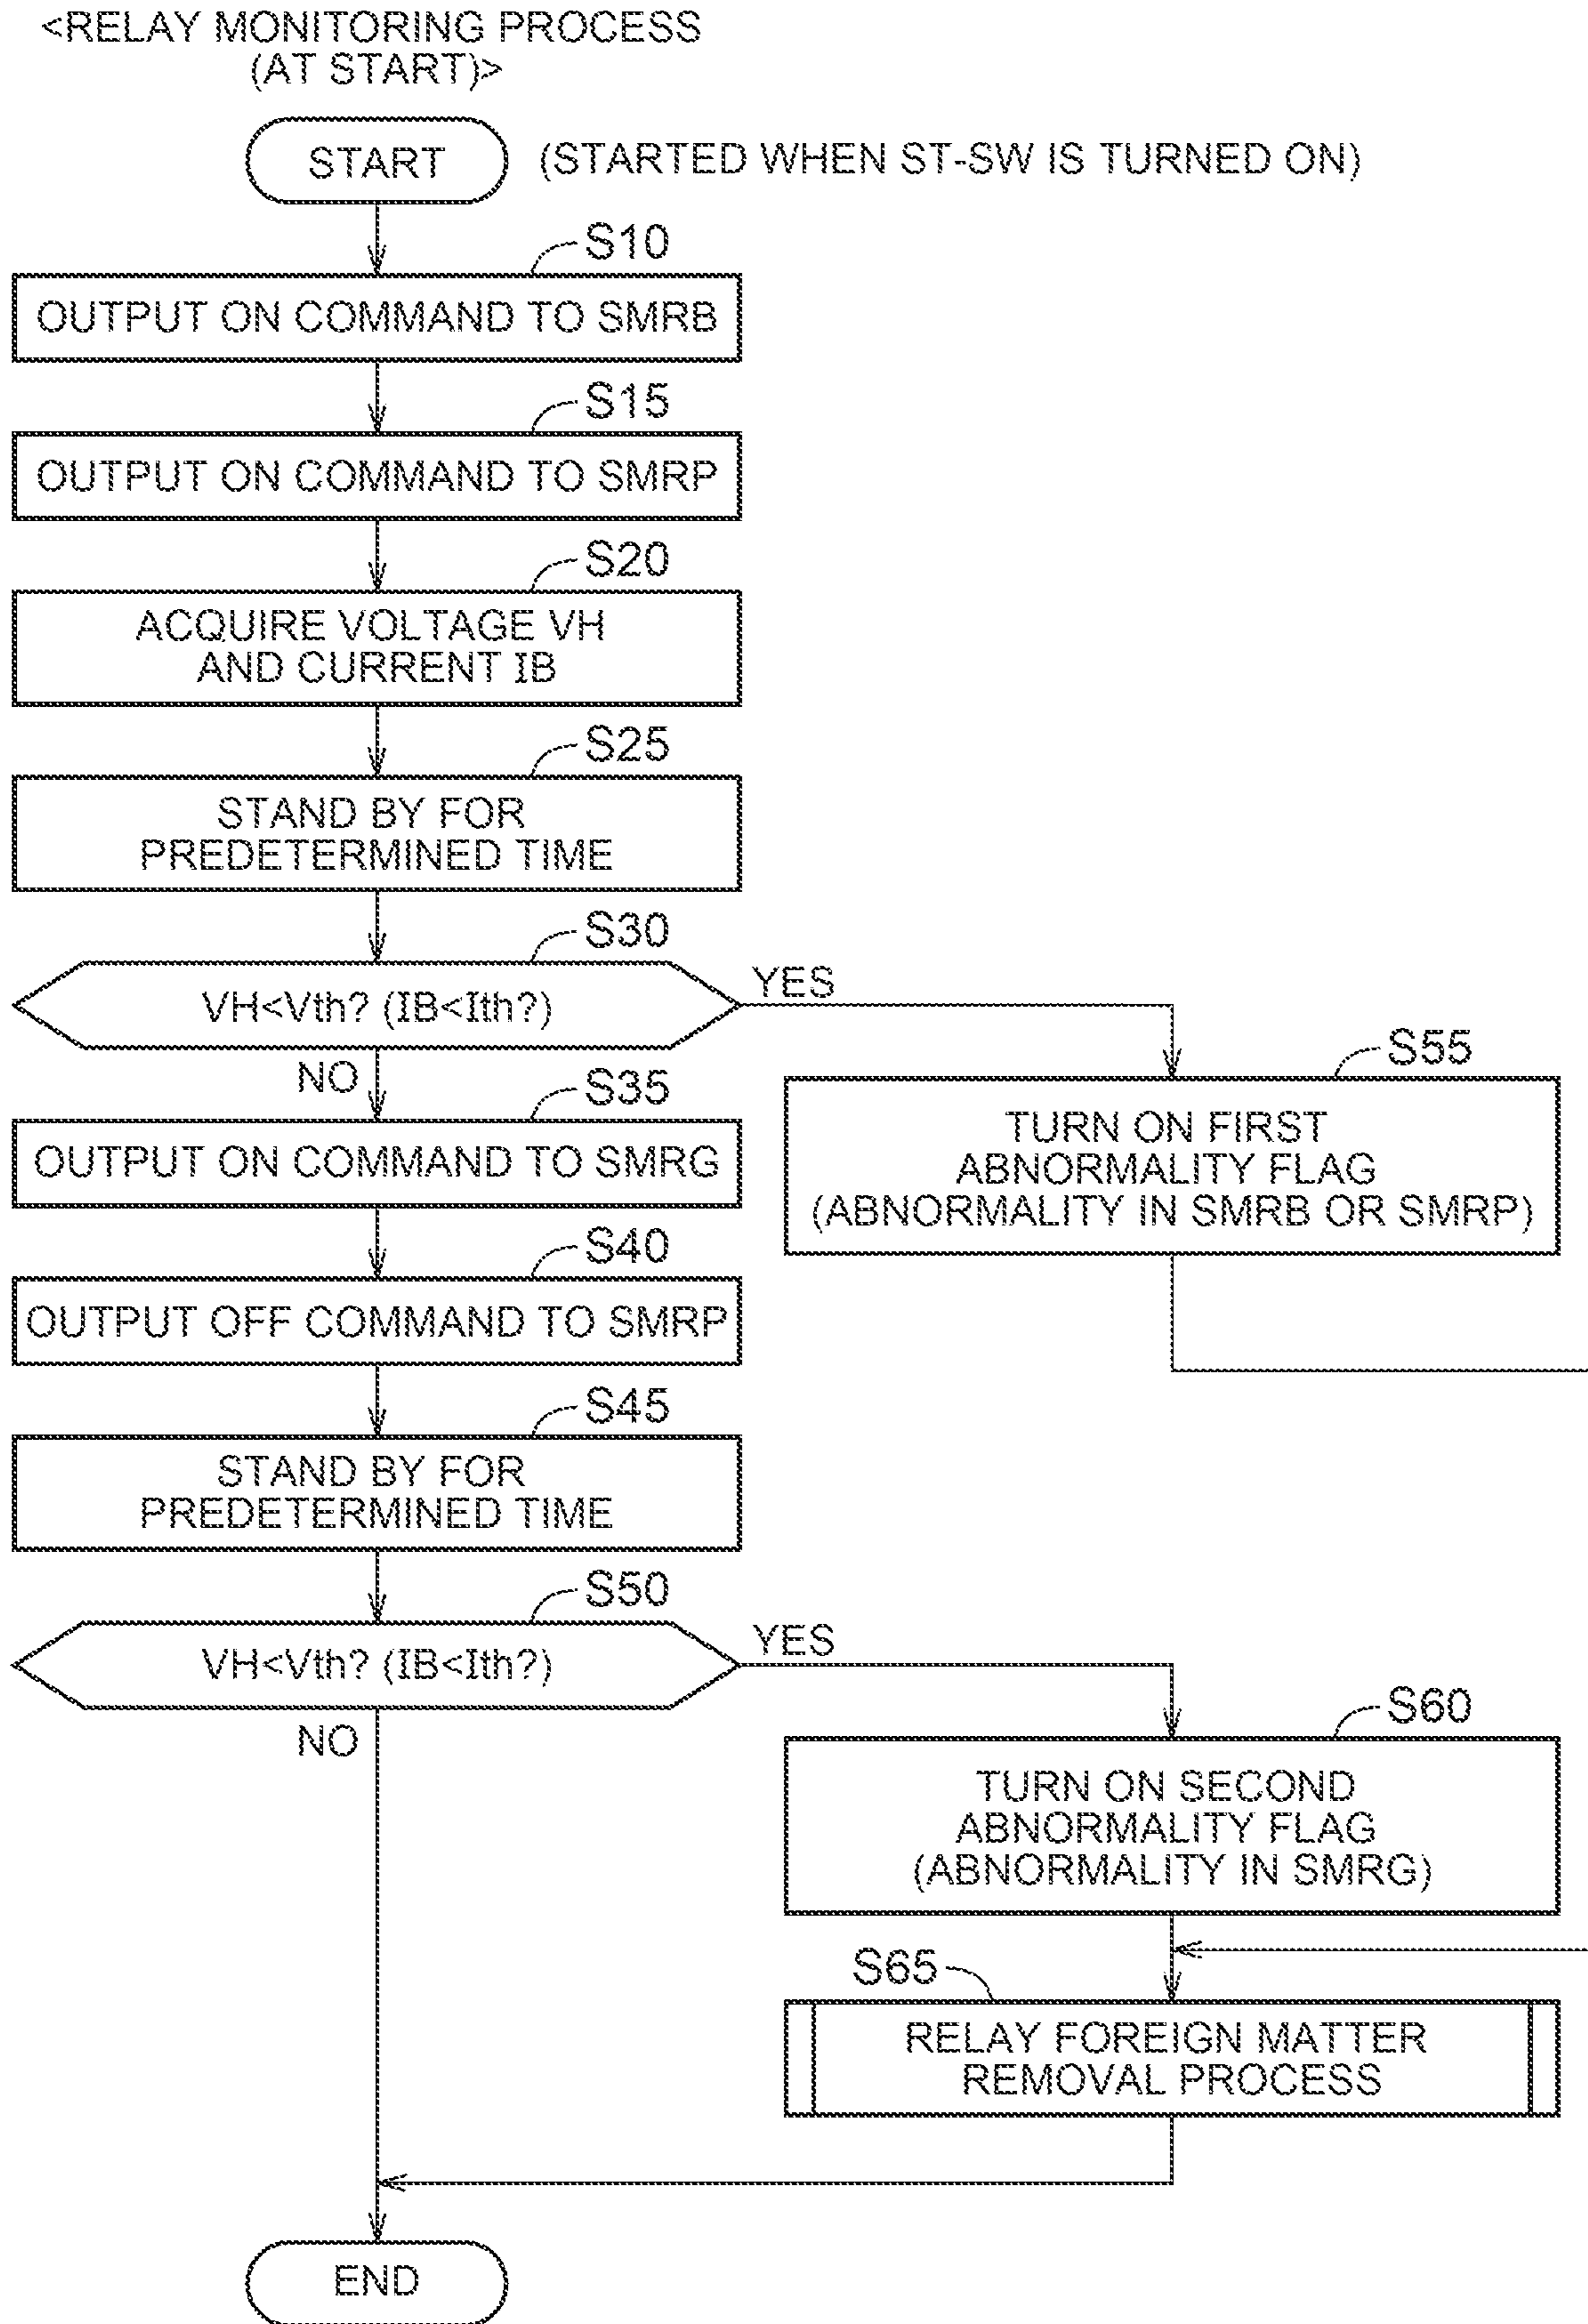 <RELAY MONITORING PROCESS
(AT START)>
START
(STARTED WHEN ST-SW IS TURNED ON)
S10
OUTPUT ON COMMAND TO SMRB
S15
OUTPUT ON COMMAND TO SMRP
S20
ACQUIRE VOLTAGE VH
AND CURRENT IB
S25
STAND BY FOR
PREDETERMINED TIME
S30
VH<Vth? (IB<Ith?)
YES
NO
S55
TURN ON FIRST
ABNORMALITY FLAG
(ABNORMALITY IN SMRB OR SMRP)
S35
OUTPUT ON COMMAND TO SMRG
S40
OUTPUT OFF COMMAND TO SMRP
S45
STAND BY FOR
PREDETERMINED TIME
S50
VH<Vth? (IB<Ith?)
YES
NO
S60
TURN ON SECOND
ABNORMALITY FLAG
(ABNORMALITY IN SMRG)
S65
RELAY FOREIGN MATTER
REMOVAL PROCESS
END